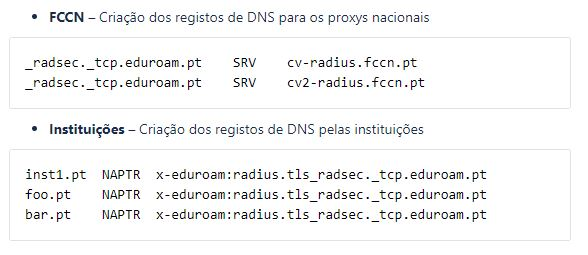 • FCCN – Criação dos registos de DNS para os proxys nacionais
_radsec._tcp.eduroam.pt    SRV    cv-radius.fccn.pt
_radsec._tcp.eduroam.pt    SRV    cv2-radius.fccn.pt
• Instituições – Criação dos registos de DNS pelas instituições
inst1.pt  NAPTR  x-eduroam:radius.tls_radsec._tcp.eduroam.pt
foo.pt    NAPTR  x-eduroam:radius.tls_radsec._tcp.eduroam.pt
bar.pt    NAPTR  x-eduroam:radius.tls_radsec._tcp.eduroam.pt